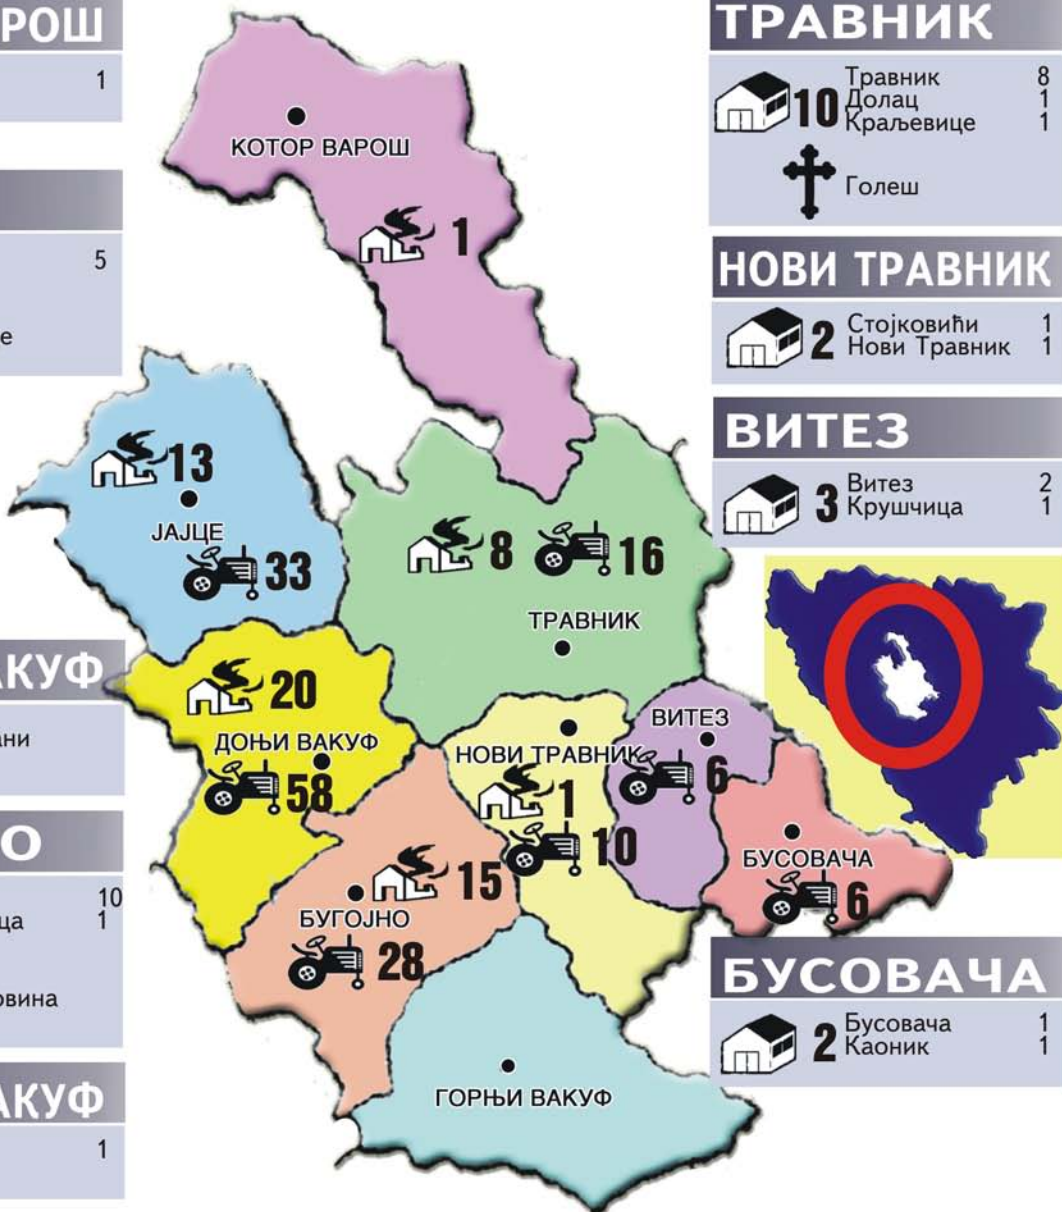 РОШ
1
5
е
АКУФ
ани
О
10
ца 1
овина
АКУФ
1
КОТОР ВАРОШ
1
13
ЈАЈЦЕ
33
8 16
ТРАВНИК
20
ДОЊИ ВАКУФ
58
НОВИ ТРАВНИК
1
10
ВИТЕЗ
6
БУСОВАЧА
6
15
БУГОЈНО
28
ГОРЊИ ВАКУФ
ТРАВНИК
10
Травник 8
Долац 1
Краљевице 1
Голеш
НОВИ ТРАВНИК
2
Стојковићи 1
Нови Травник 1
ВИТЕЗ
3
Витез 2
Крушчица 1
БУСОВАЧА
2
Бусовача 1
Каоник 1